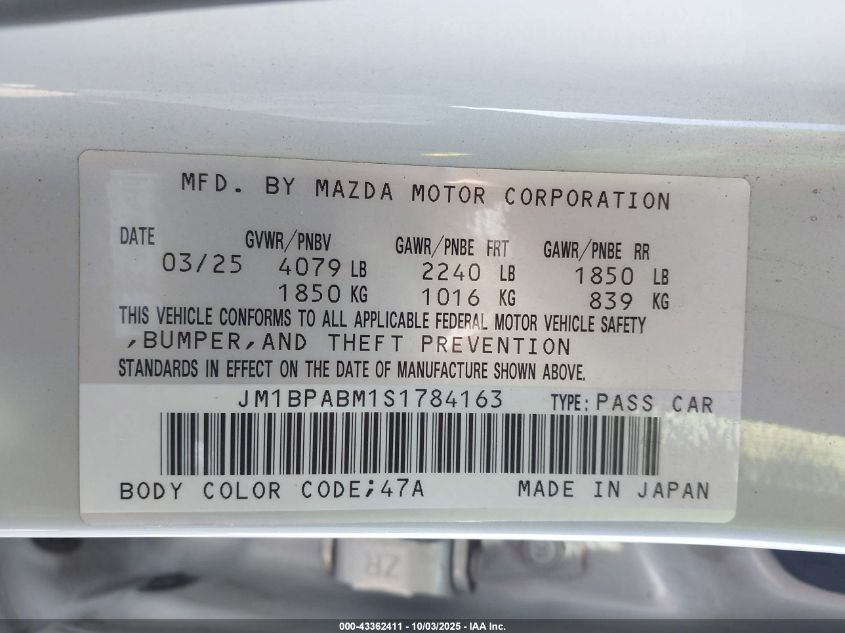 MFD. BY MAZDA MOTOR CORPORATION
DATE GVWR/PNBV GAWR/PNBE FRT GAWR/PNBE RR
03/25 4079 LB 2240 LB 1850 LB
1850 KG 1016 KG 839 KG
THIS VEHICLE CONFORMS TO ALL APPLICABLE FEDERAL MOTOR VEHICLE SAFETY
,BUMPER,AND THEFT PREVENTION
STANDARDS IN EFFECT ON THE DATE OF MANUFACTURE SHOWN ABOVE.
JM1BPABM1S1784163 TYPE: PASS CAR
BODY COLOR CODE;47A MADE IN JAPAN
ZR
000-43362411 - 10/03/2025 - IAA Inc.